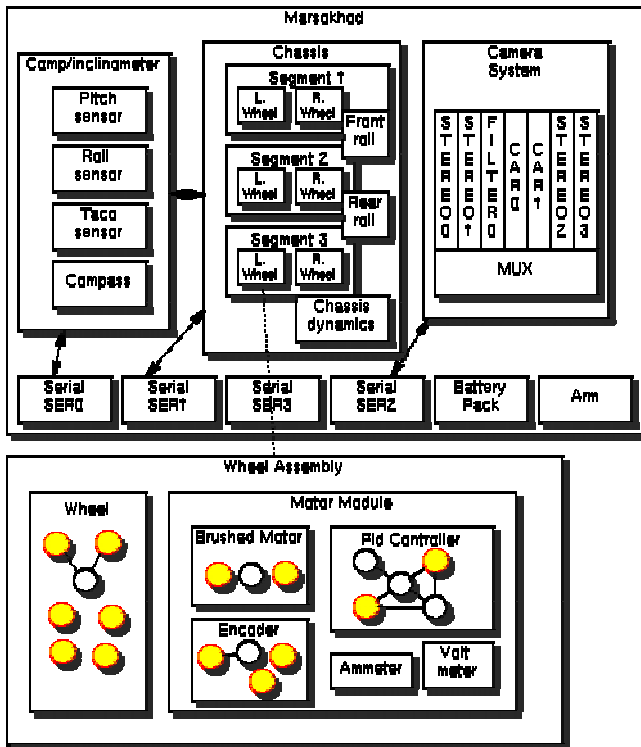 Marsokhod
Comp/inclinometer
Pitch
sensor
Roll
sensor
Taco
sensor
Compass
Chassis
Segment 1
L.
Wheel
R.
Wheel
Front
roll
Segment 2
L.
Wheel
R.
Wheel
Rear
roll
Segment 3
L.
Wheel
R.
Wheel
Chassis
dynamics
Camera
System
STEREO0
STEREO1
FILTER0
CAR0
CAR1
STEREO2
STEREO3
MUX
Serial
SER0
Serial
SER1
Serial
SER3
Serial
SER2
Battery
Pack
Arm
Wheel Assembly
Wheel
Motor Module
Brushed Motor
Pid Controller
Encoder
Ammeter
Volt
meter